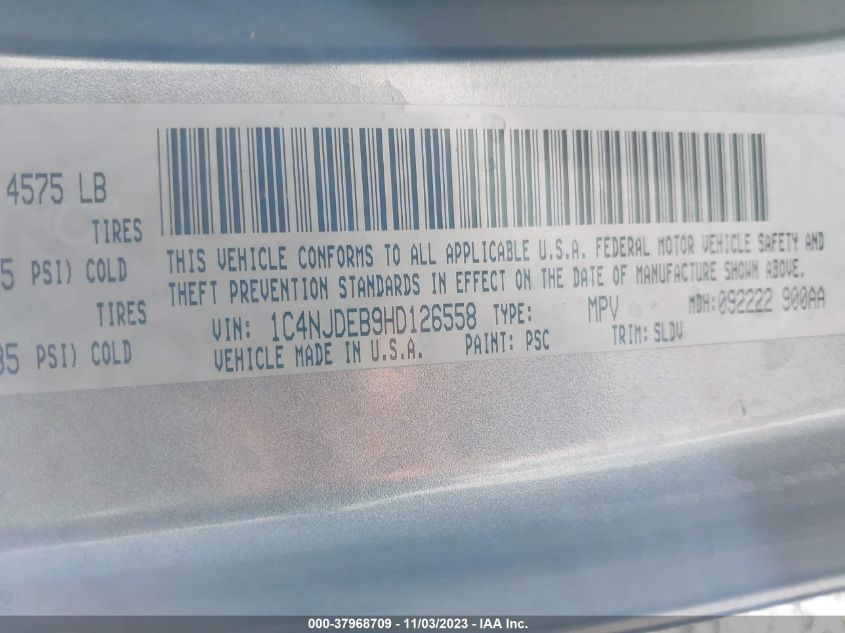 4575 LB
TIRES
5 PSI) COLD
TIRES
35 PSI) COLD
THIS VEHICLE CONFORMS TO ALL APPLICABLE U.S.A. FEDERAL MOTOR VEHICLE SAFETY AND
THEFT PREVENTION STANDARDS IN EFFECT ON THE DATE OF MANUFACTURE SHOWN ABOVE.
VIN: 1C4NJDEB9HD126558 TYPE: MPV MDH:092222 900AA
VEHICLE MADE IN U.S.A. PAINT: PSC TRIM:SLDV
000-37968709 - 11/03/2023 - IAA Inc.